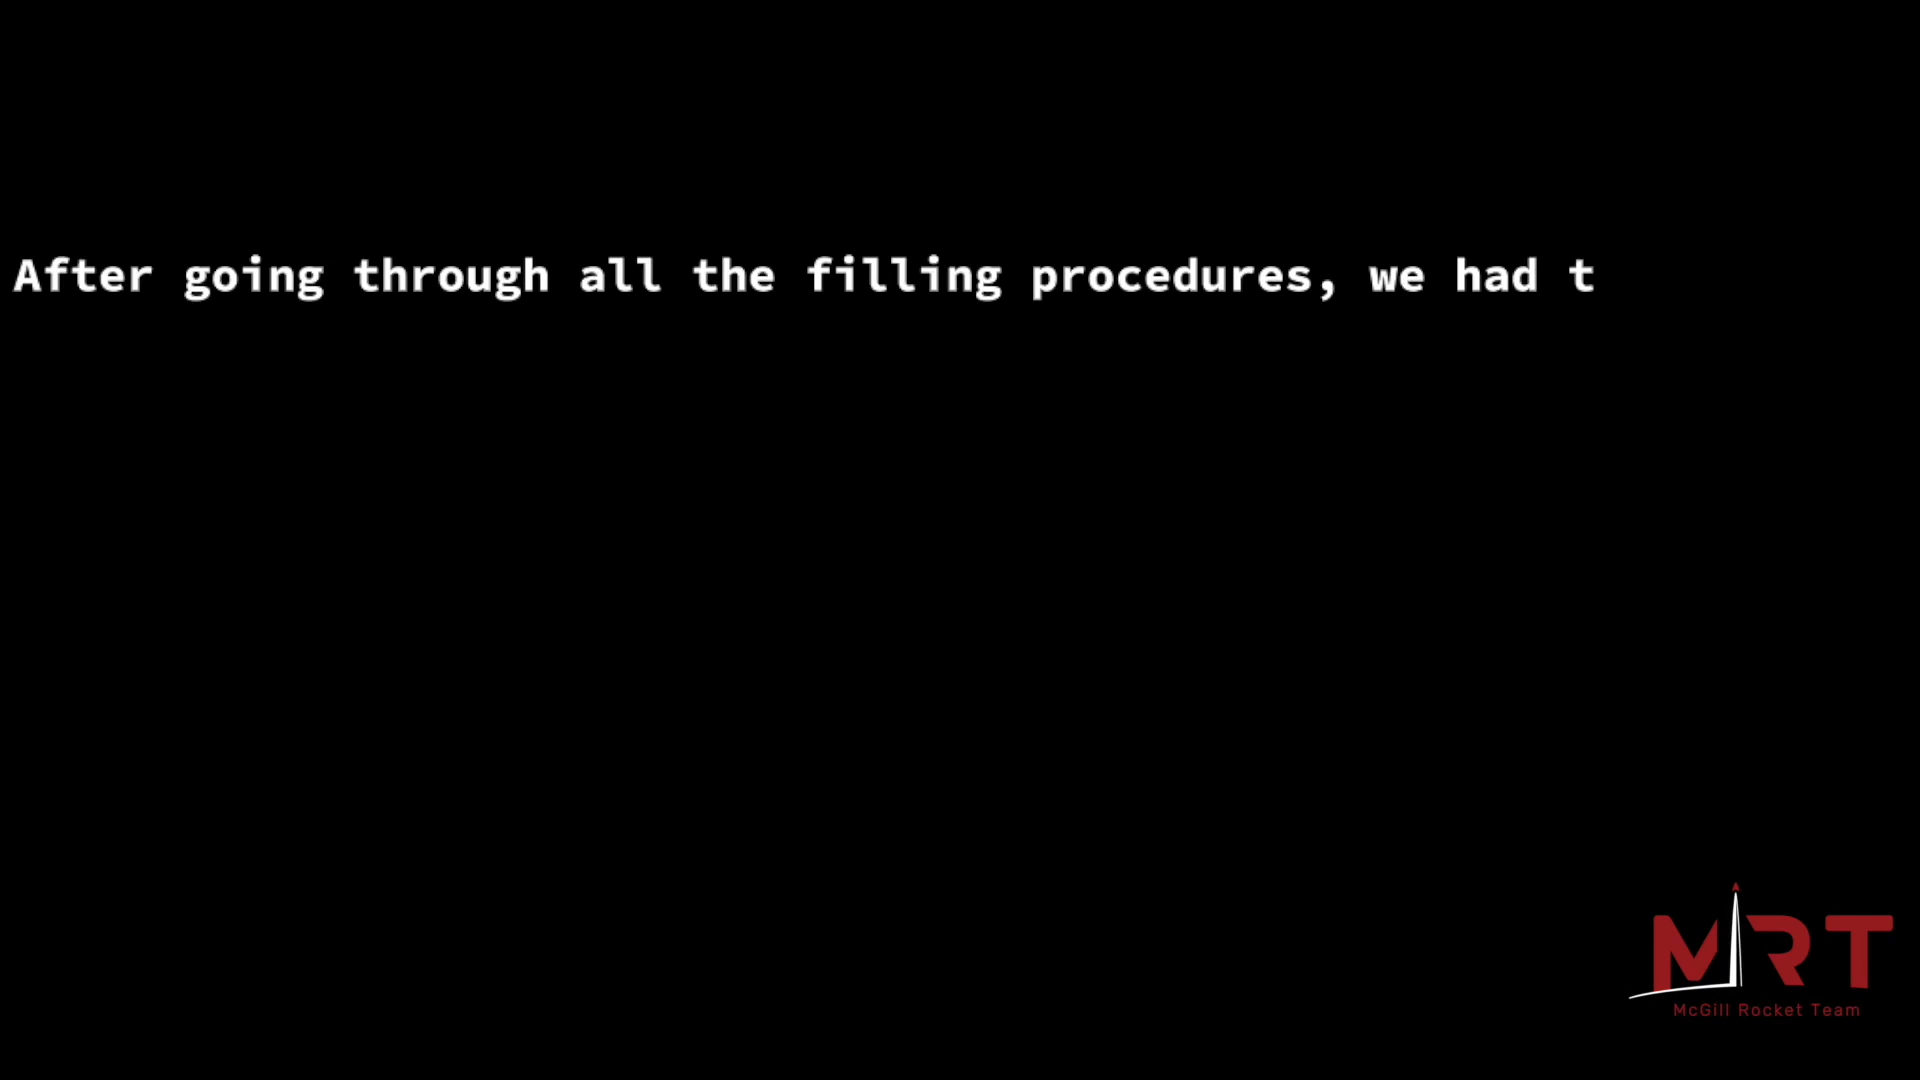 After going through all the filling procedures, we had t
MRT
McGill Rocket Team